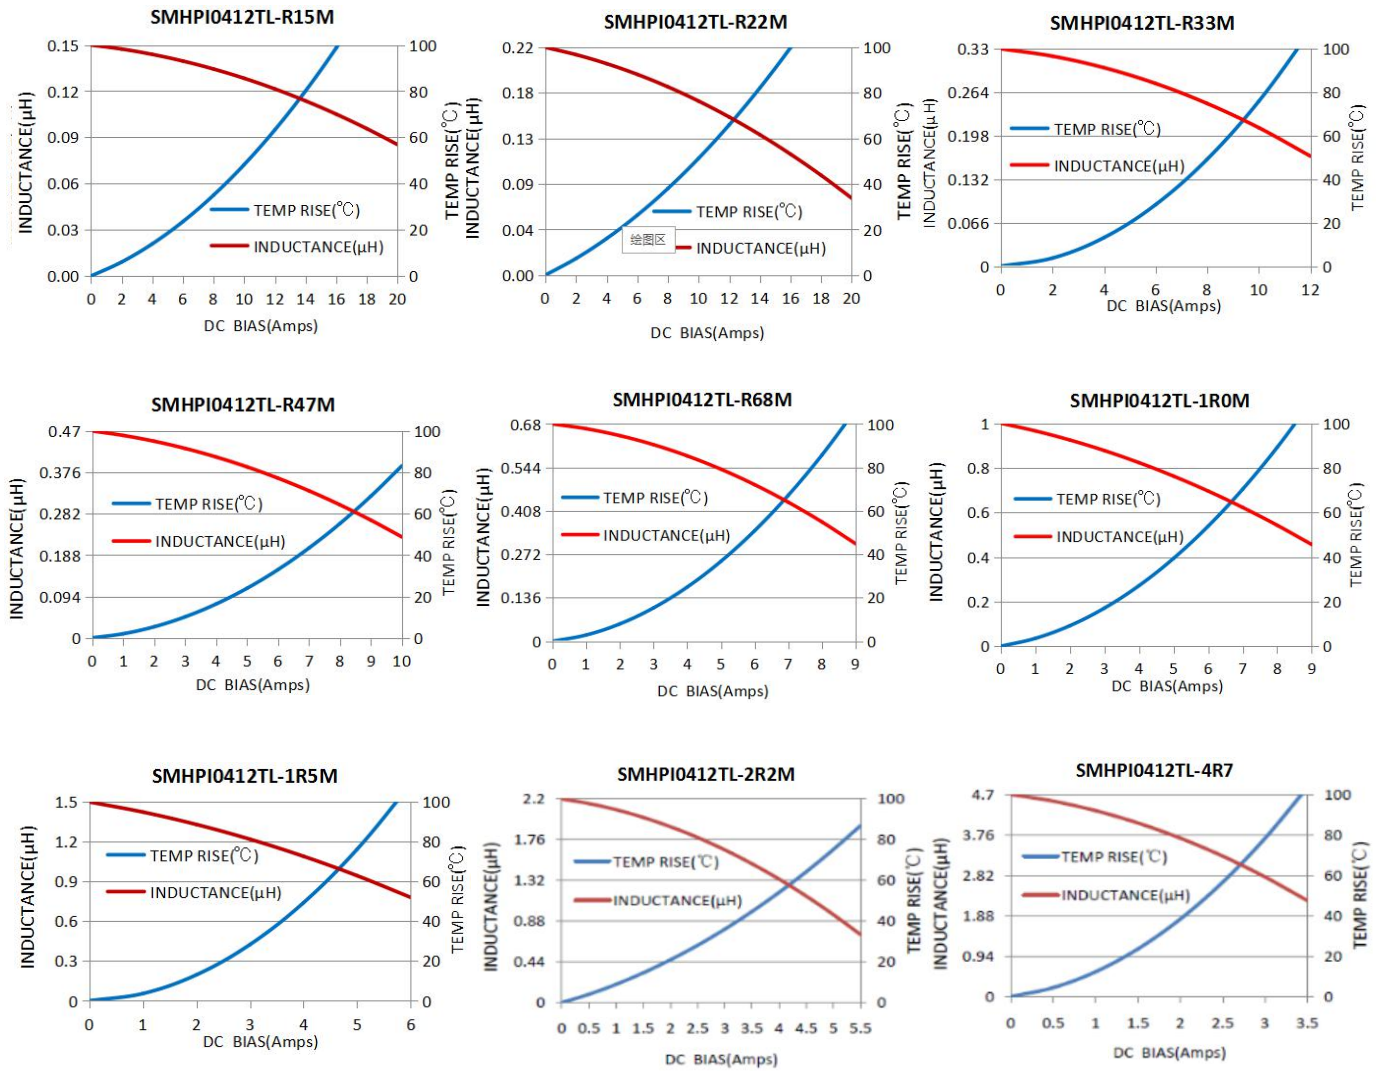 SMHPI0412TL-R15M
0.15
0.12
0.09
0.06
0.03
0.00
INDUCTANCE(μH)
100
80
60
40
20
0
TEMP RISE(℃)
TEMP RISE(℃)
INDUCTANCE(μH)
0 2 4 6 8 10 12 14 16 18 20
DC BIAS(Amps)
SMHPI0412TL-R22M
0.22
0.18
0.13
0.09
0.04
0.00
INDUCTANCE(μH)
100
80
60
40
20
0
TEMP RISE(℃)
TEMP RISE(℃)
绘图区
INDUCTANCE(μH)
0 2 4 6 8 10 12 14 16 18 20
DC BIAS(Amps)
SMHPI0412TL-R33M
0.33
0.264
0.198
0.132
0.066
0
INDUCTANCE(μH)
100
80
60
40
20
0
TEMP RISE(℃)
TEMP RISE(℃)
INDUCTANCE(μH)
0 2 4 6 8 10 12
DC BIAS(Amps)
SMHPI0412TL-R47M
0.47
0.376
0.282
0.188
0.094
0
INDUCTANCE(μH)
100
80
60
40
20
0
TEMP RISE(℃)
TEMP RISE(℃)
INDUCTANCE(μH)
0 1 2 3 4 5 6 7 8 9 10
DC BIAS(Amps)
SMHPI0412TL-R68M
0.68
0.544
0.408
0.272
0.136
0
INDUCTANCE(μH)
100
80
60
40
20
0
TEMP RISE(℃)
TEMP RISE(℃)
INDUCTANCE(μH)
0 1 2 3 4 5 6 7 8 9
DC BIAS(Amps)
SMHPI0412TL-1R0M
1
0.8
0.6
0.4
0.2
0
INDUCTANCE(μH)
100
80
60
40
20
0
TEMP RISE(℃)
TEMP RISE(℃)
INDUCTANCE(μH)
0 1 2 3 4 5 6 7 8 9
DC BIAS(Amps)
SMHPI0412TL-1R5M
1.5
1.2
0.9
0.6
0.3
0
INDUCTANCE(μH)
100
80
60
40
20
0
TEMP RISE(℃)
TEMP RISE(℃)
INDUCTANCE(μH)
0 1 2 3 4 5 6
DC BIAS(Amps)
SMHPI0412TL-2R2M
2.2
1.76
1.32
0.88
0.44
0
INDUCTANCE(μH)
100
80
60
40
20
0
TEMP RISE(℃)
TEMP RISE(℃)
INDUCTANCE(μH)
0 0.5 1 1.5 2 2.5 3 3.5 4 4.5 5 5.5
DC BIAS(Amps)
SMHPI0412TL-4R7
4.7
3.76
2.82
1.88
0.94
0
INDUCTANCE(μH)
100
80
60
40
20
0
TEMP RISE(℃)
TEMP RISE(℃)
INDUCTANCE(μH)
0 0.5 1 1.5 2 2.5 3 3.5
DC BIAS(Amps)